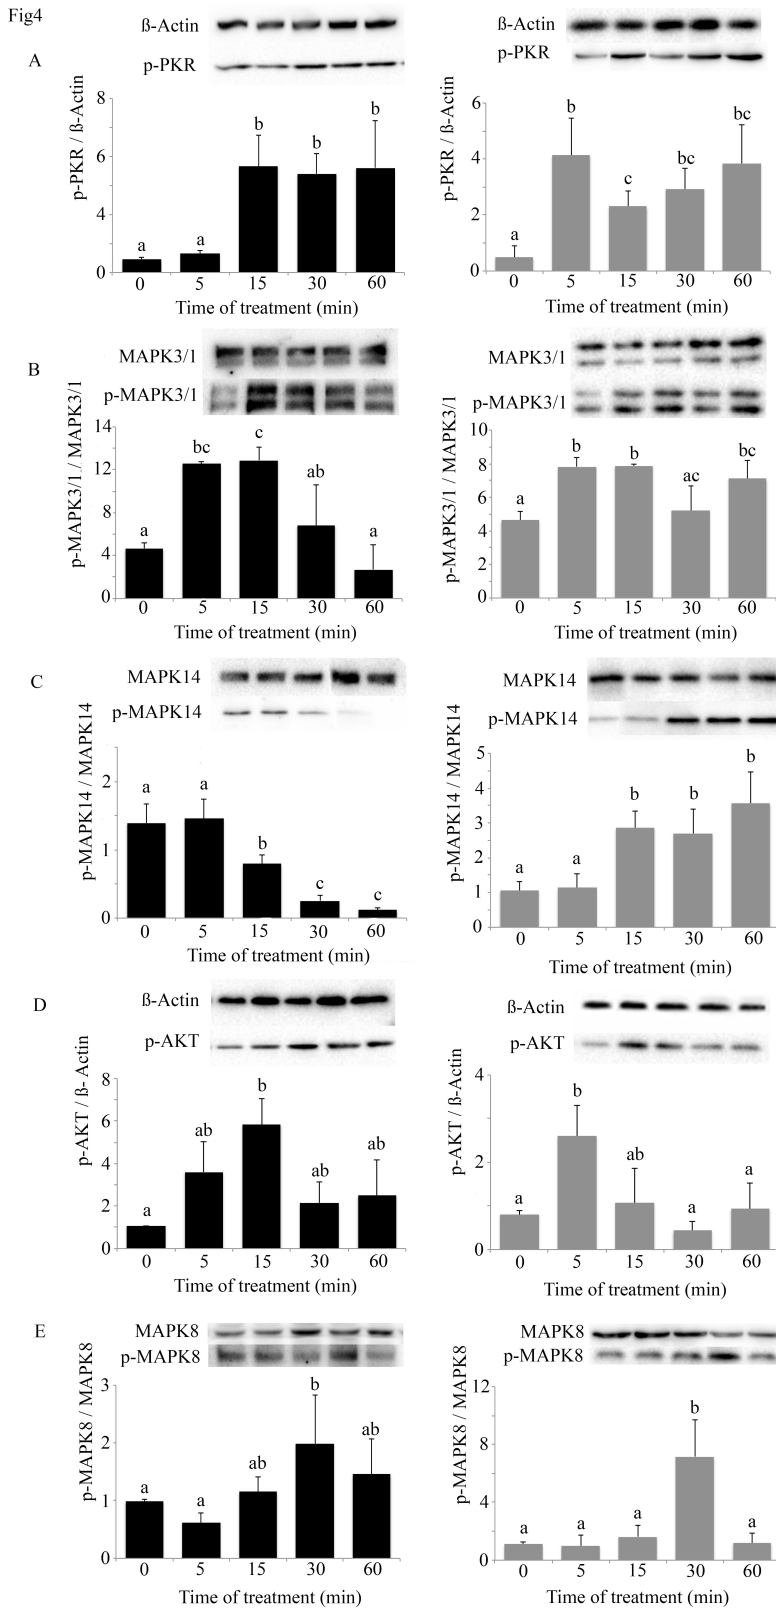 Fig4
A
ß-Actin
p-PKR
p-PKR / ß-Actin
8
6
4
2
0
a
a
b
b
b
0 5 15 30 60
Time of treatment (min)
ß-Actin
p-PKR
p-PKR / ß-Actin
6
4
2
0
a
b
c
bc
bc
0 5 15 30 60
Time of treatment (min)
B
MAPK3/1
p-MAPK3/1
p-MAPK3/1 / MAPK3/1
14
12
8
4
0
a
bc
c
ab
a
0 5 15 30 60
Time of treatment (min)
MAPK3/1
p-MAPK3/1
p-MAPK3/1 / MAPK3/1
10
8
6
4
2
0
a
b
b
ac
bc
0 5 15 30 60
Time of treatment (min)
C
MAPK14
p-MAPK14
p-MAPK14 / MAPK14
2
1
0
a
a
b
c
c
0 5 15 30 60
Time of treatment (min)
MAPK14
p-MAPK14
p-MAPK14 / MAPK14
5
4
3
2
1
0
a
a
b
b
b
0 5 15 30 60
Time of treatment (min)
D
ß-Actin
p-AKT
p-AKT / ß- Actin
8
6
4
2
0
a
ab
b
ab
ab
0 5 15 30 60
Time of treatment (min)
ß-Actin
p-AKT
p-AKT / ß-Actin
4
2
0
a
b
ab
a
a
0 5 15 30 60
Time of treatment (min)
E
MAPK8
p-MAPK8
p-MAPK8 / MAPK8
3
2
1
0
a
a
ab
b
ab
0 5 15 30 60
Time of treatment (min)
MAPK8
p-MAPK8
p-MAPK8 / MAPK8
12
8
4
0
a
a
a
b
a
0 5 15 30 60
Time of treatment (min)